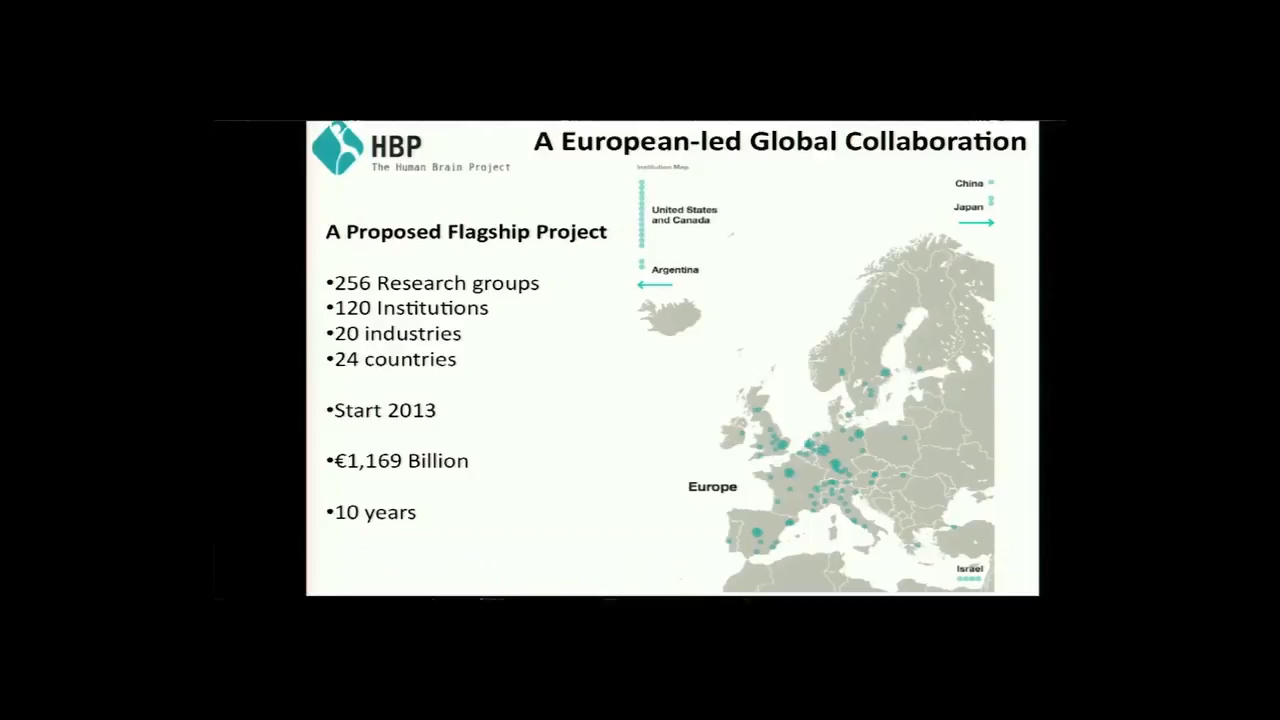 HBP
The Human Brain Project
A European-led Global Collaboration
Institution Map
United States
and Canada
Argentina
China
Japan
A Proposed Flagship Project
•256 Research groups
•120 Institutions
•20 industries
•24 countries
•Start 2013
•€1,169 Billion
•10 years
Europe
Israel